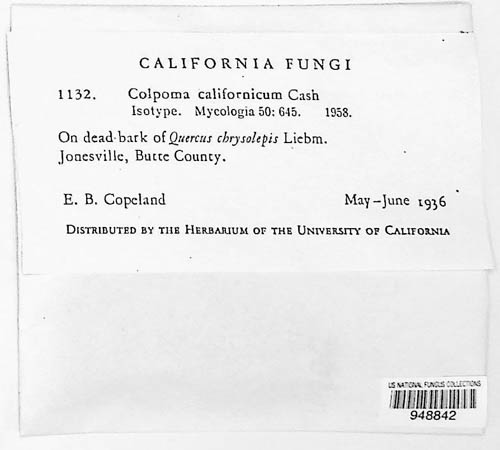 CALIFORNIA FUNGI
1132. Colpoma californicum Cash
Isotype. Mycologia 50: 645. 1958.
On dead bark of Quercus chrysolepis Liebm.
Jonesville, Butte County.
E. B. Copeland May–June 1936
DISTRIBUTED BY THE HERBARIUM OF THE UNIVERSITY OF CALIFORNIA
US NATIONAL FUNGUS COLLECTIONS
948842